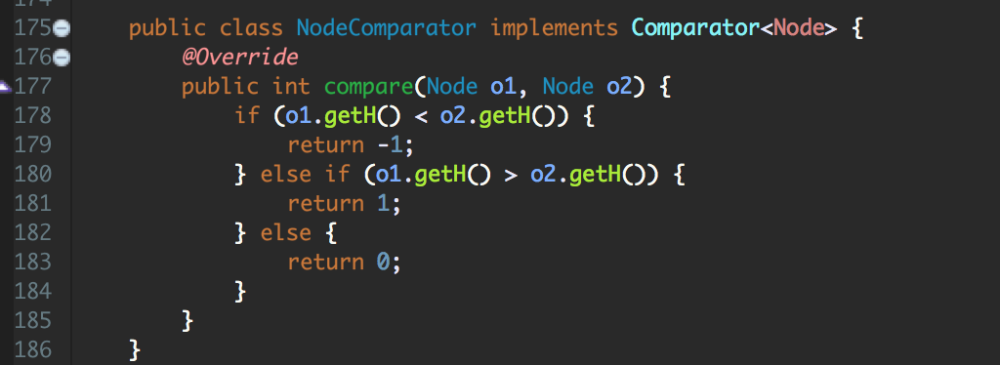 175 public class NodeComparator implements Comparator<Node> {
176 @Override
177 public int compare(Node o1, Node o2) {
178 if (o1.getH() < o2.getH()) {
179 return -1;
180 } else if (o1.getH() > o2.getH()) {
181 return 1;
182 } else {
183 return 0;
184 }
185 }
186 }